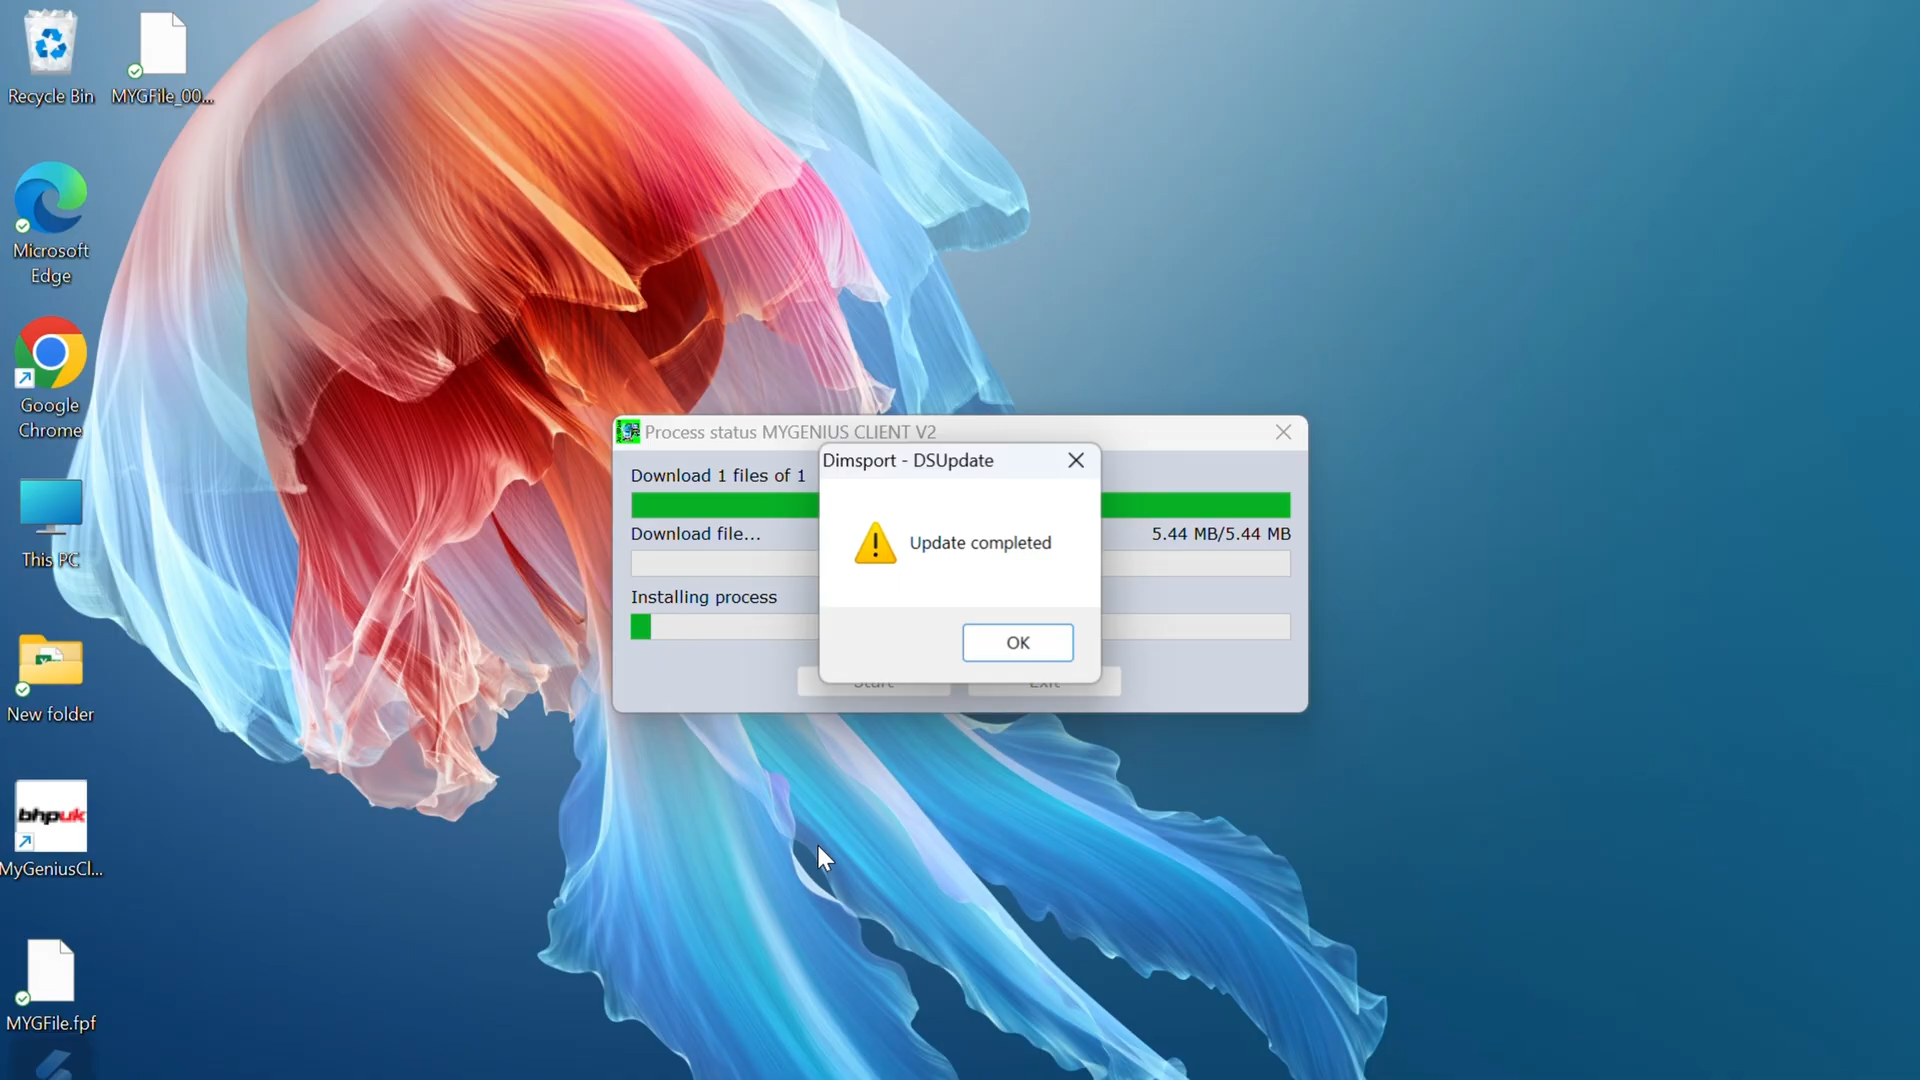 Recycle Bin
MYGFile_00...
Microsoft
Edge
Google
Chrome
This PC
New folder
bhpuk
MyGeniusCl...
MYGFile.fpf
Process status MYGENIUS CLIENT V2
Download 1 files of 1
Download file...
5.44 MB/5.44 MB
Installing process
Start
Exit
Dimsport - DSUpdate
Update completed
OK